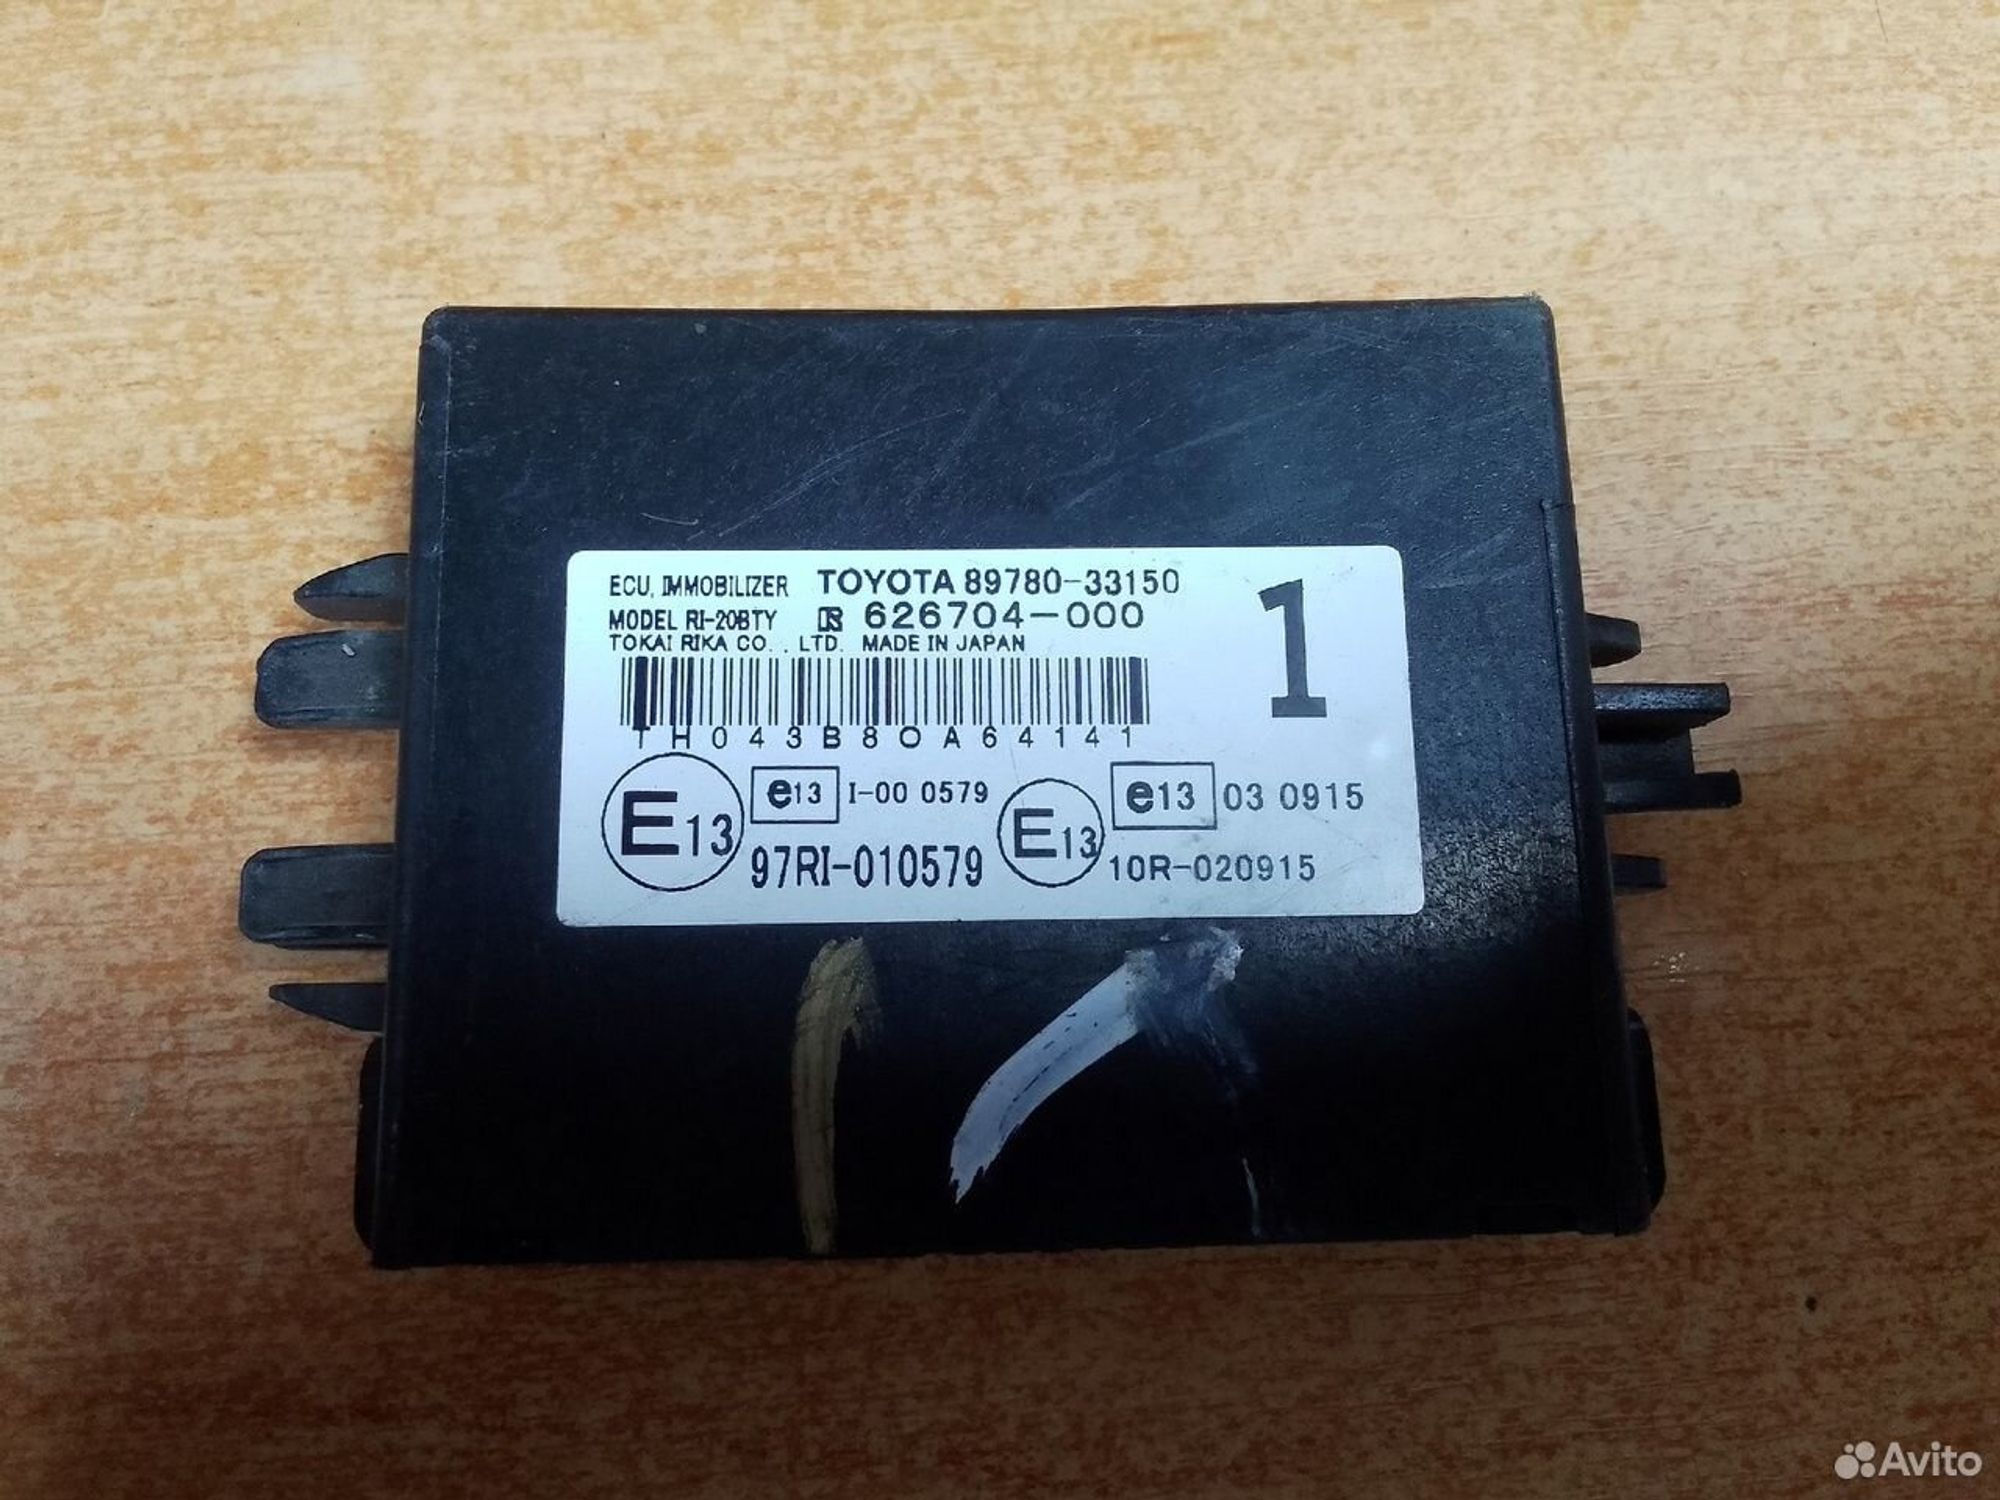 ECU, IMMOBILIZER TOYOTA 89780-33150
MODEL RI-20BTY 626704-000
TOKAI RIKA CO., LTD. MADE IN JAPAN
1
TH043B80A64141
E13 e13 I-00 0579
97RI-010579
E13 e13 03 0915
10R-020915
Avito